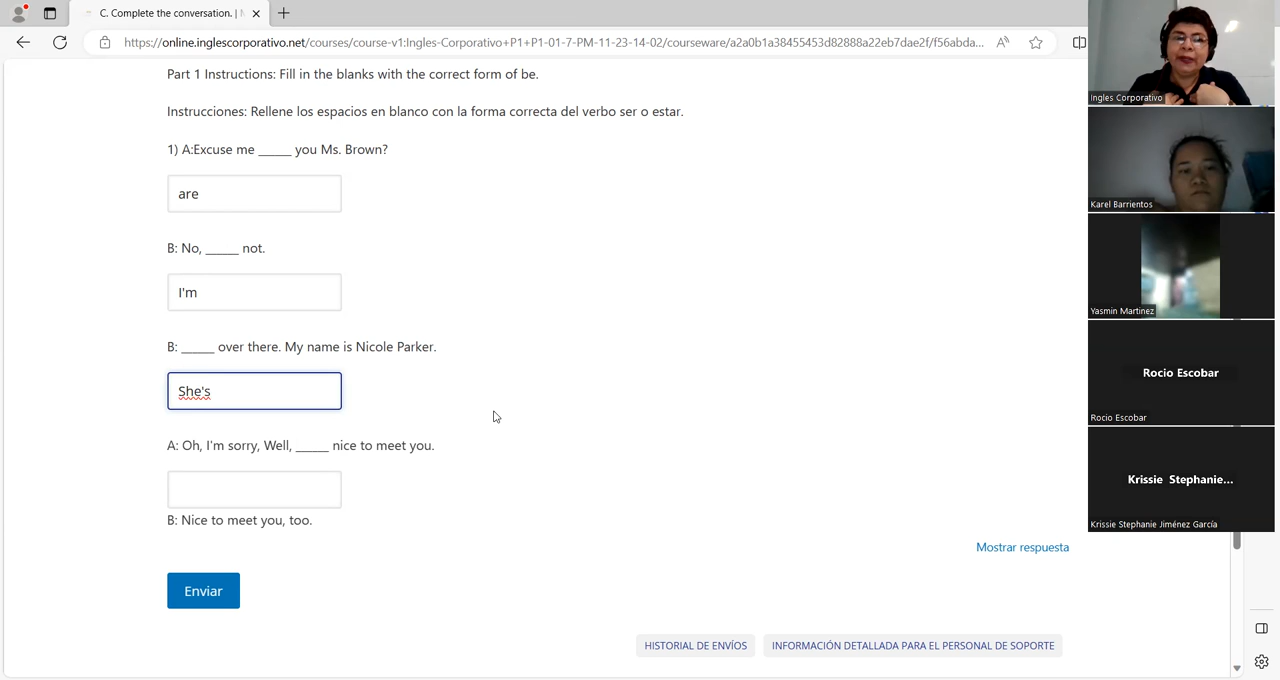 C. Complete the conversation. |
https://online.inglescorporativo.net/courses/course-v1:Ingles-Corporativo+P1+P1-01-7-PM-11-23-14-02/courseware/a2a0b1a38455453d82888a22eb7dae2f/f56abda...
Part 1 Instructions: Fill in the blanks with the correct form of be.
Instrucciones: Rellene los espacios en blanco con la forma correcta del verbo ser o estar.
1) A:Excuse me _____ you Ms. Brown?
are
B: No, _____ not.
I'm
B: _____ over there. My name is Nicole Parker.
She's
A: Oh, I'm sorry, Well, _____ nice to meet you.
B: Nice to meet you, too.
Mostrar respuesta
Enviar
HISTORIAL DE ENVÍOS
INFORMACIÓN DETALLADA PARA EL PERSONAL DE SOPORTE
Ingles Corporativo
Karel Barrientos
Yasmin Martinez
Rocio Escobar
Rocio Escobar
Krissie Stephanie...
Krissie Stephanie Jiménez García